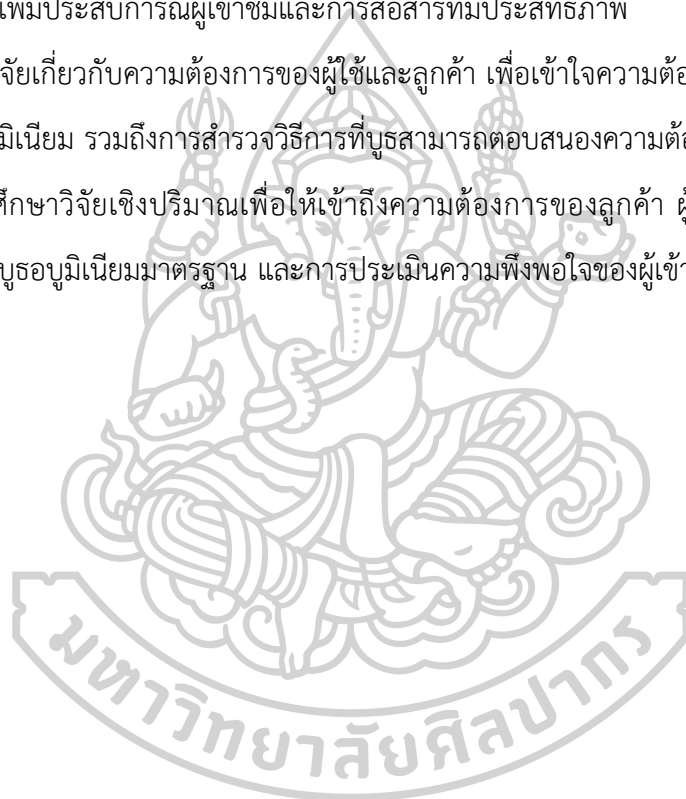 เพิ่มประสบการณ์ผู้เข้าชมและการสื่อสารที่มีประสิทธิภาพ
จัยเกี่ยวกับความต้องการของผู้ใช้และลูกค้า เพื่อเข้าใจความต้อ
มิเนียม รวมถึงการสำรวจวิธีการที่บูธสามารถตอบสนองความต้อ
ศึกษาวิจัยเชิงปริมาณเพื่อให้เข้าถึงความต้องการของลูกค้า ผู้
บูธอบูมิเนียมมาตรฐาน และการประเมินความพึงพอใจของผู้เข้า
มหาวิทยาลัยศิลปากร